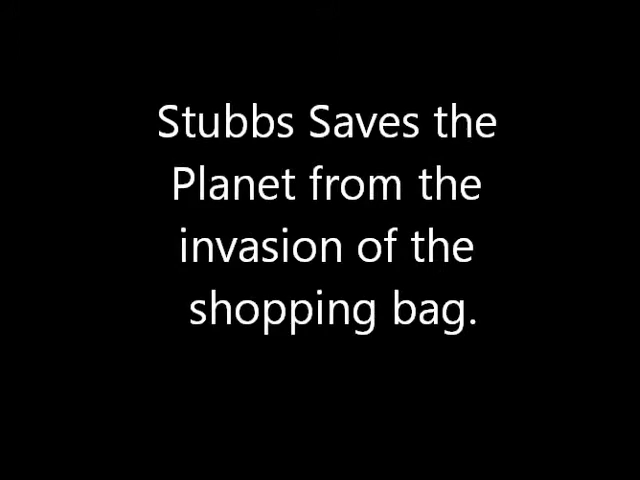 Stubbs Saves the
Planet from the
invasion of the
shopping bag.